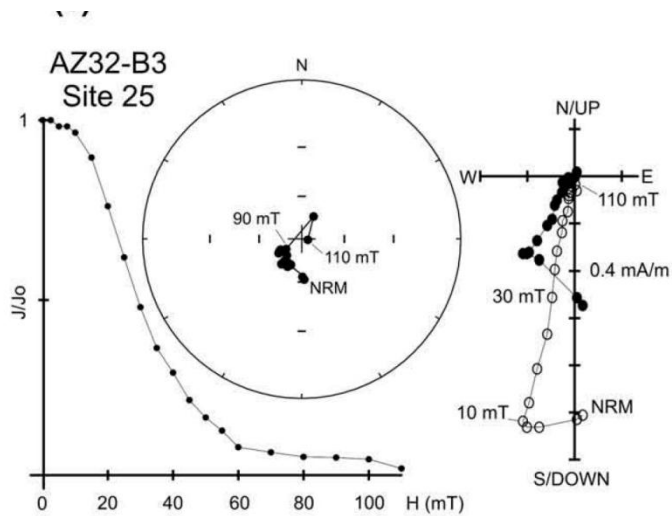 AZ32-B3
Site 25
1
J/Jo
0
20
40
60
80
100
H (mT)
N
90 mT
110 mT
NRM
N/UP
W
E
110 mT
0.4 mA/m
30 mT
10 mT
NRM
S/DOWN